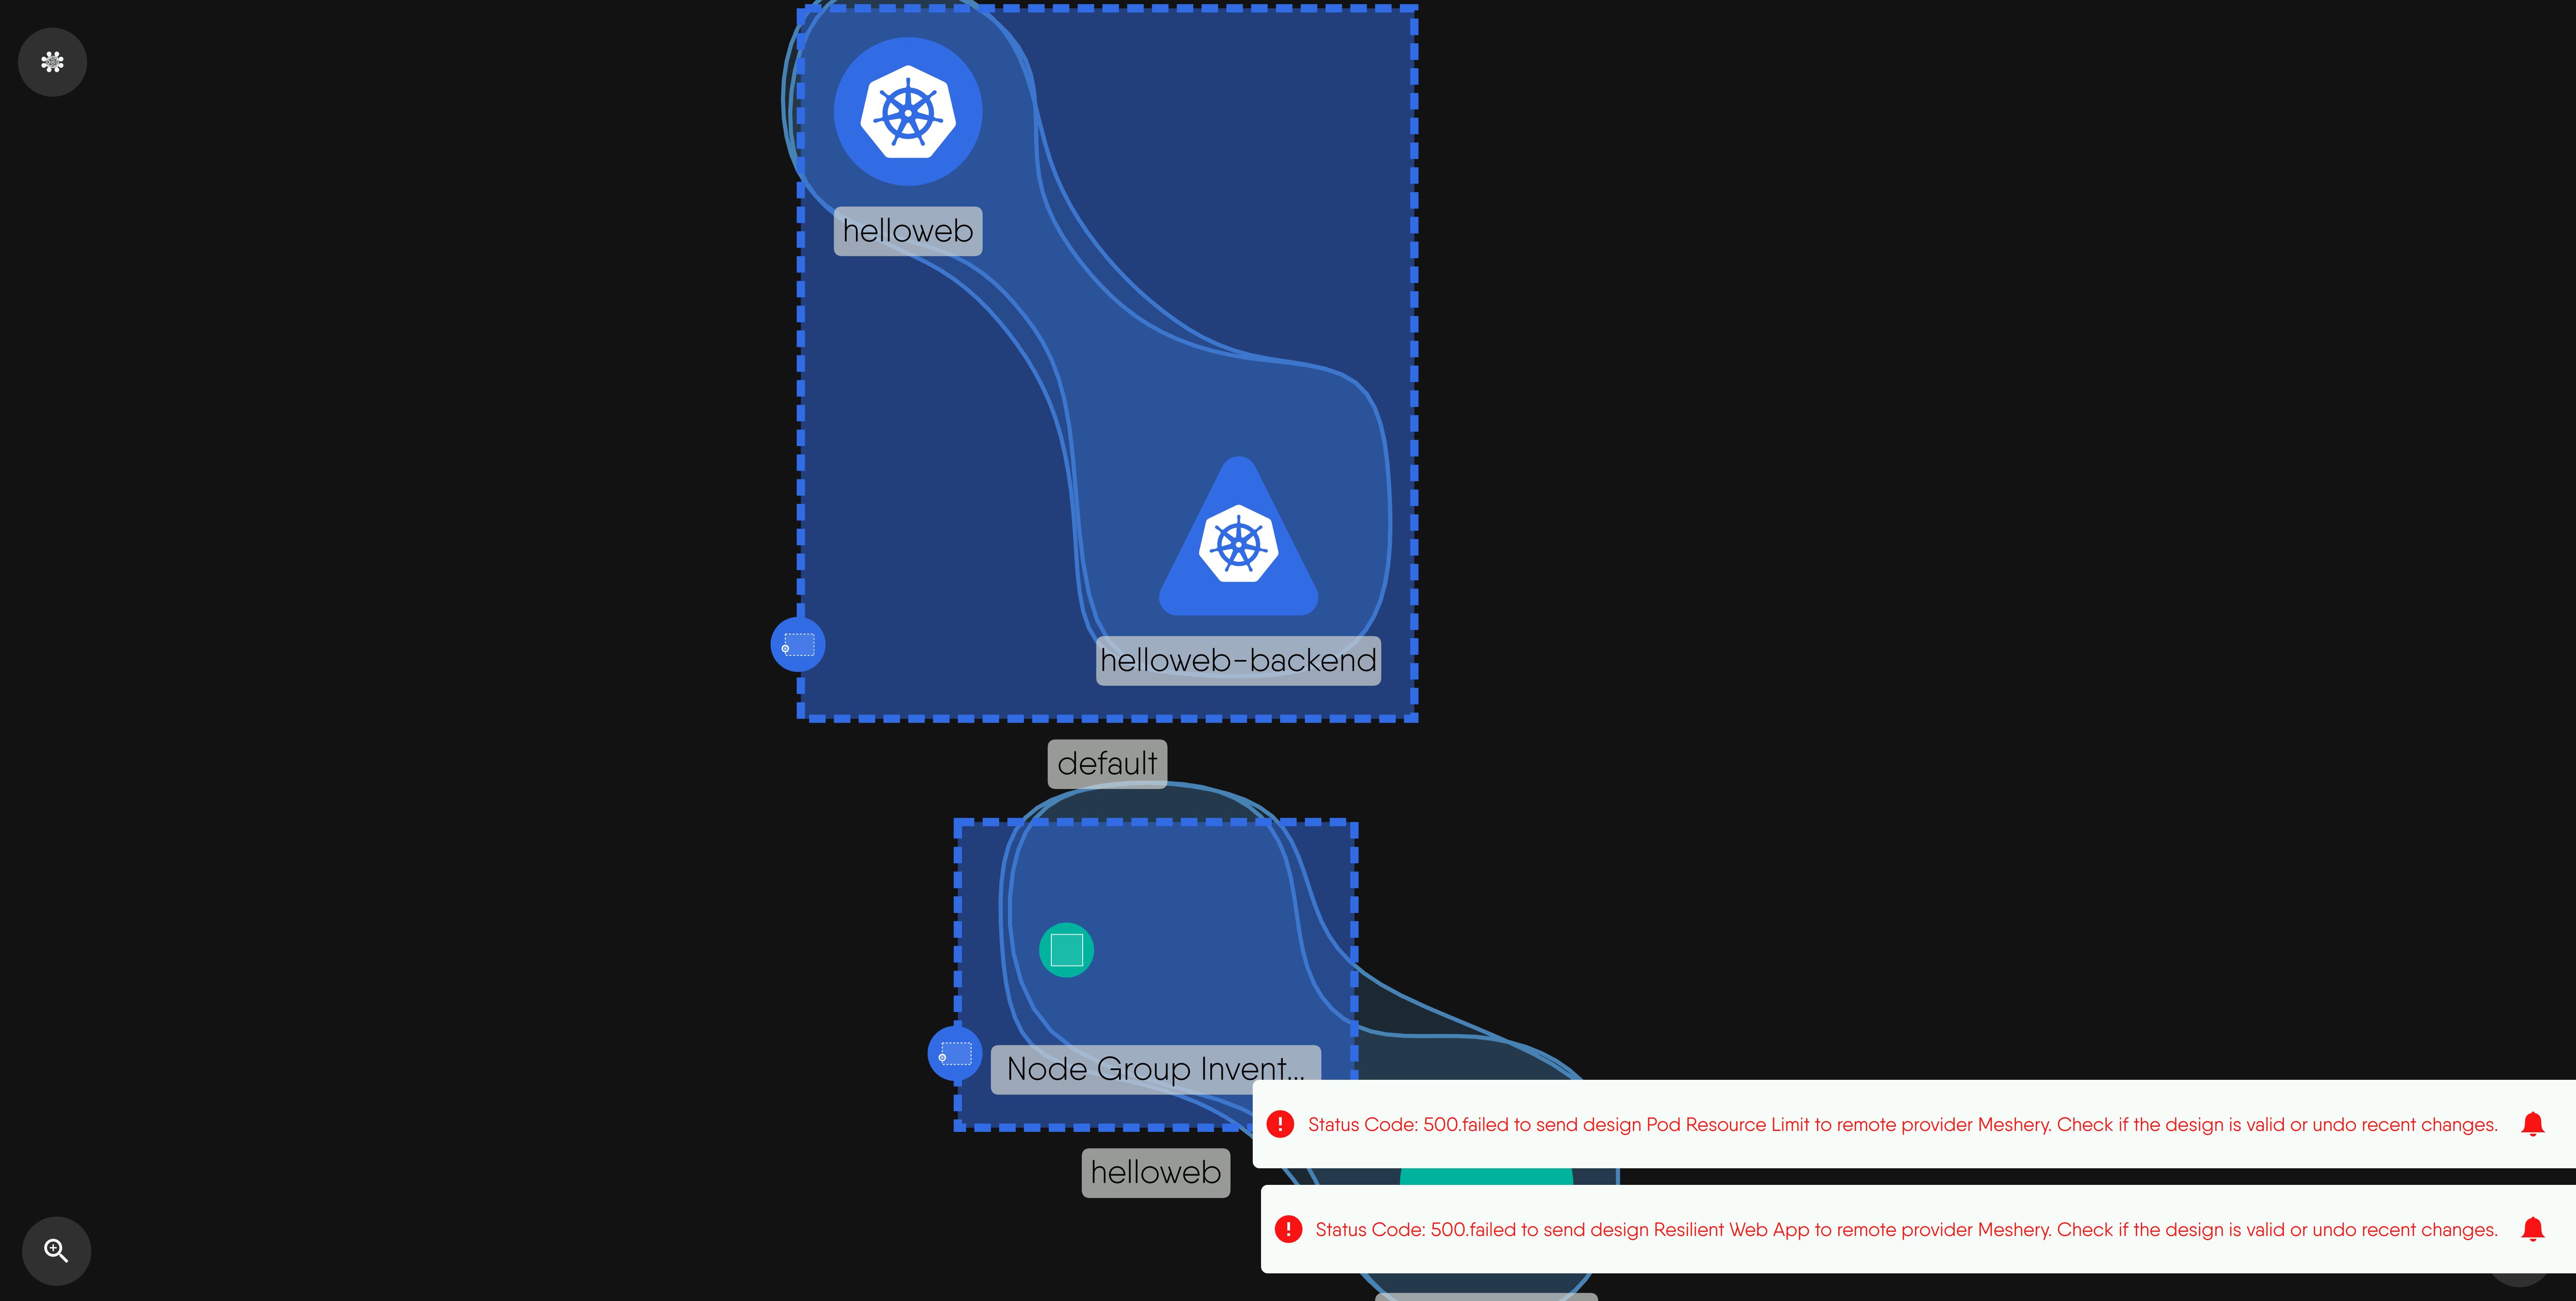 helloweb
helloweb-backend
default
Node Group Invent...
helloweb
Status Code: 500.failed to send design Pod Resource Limit to remote provider Meshery. Check if the design is valid or undo recent changes.
Status Code: 500.failed to send design Resilient Web App to remote provider Meshery. Check if the design is valid or undo recent changes.